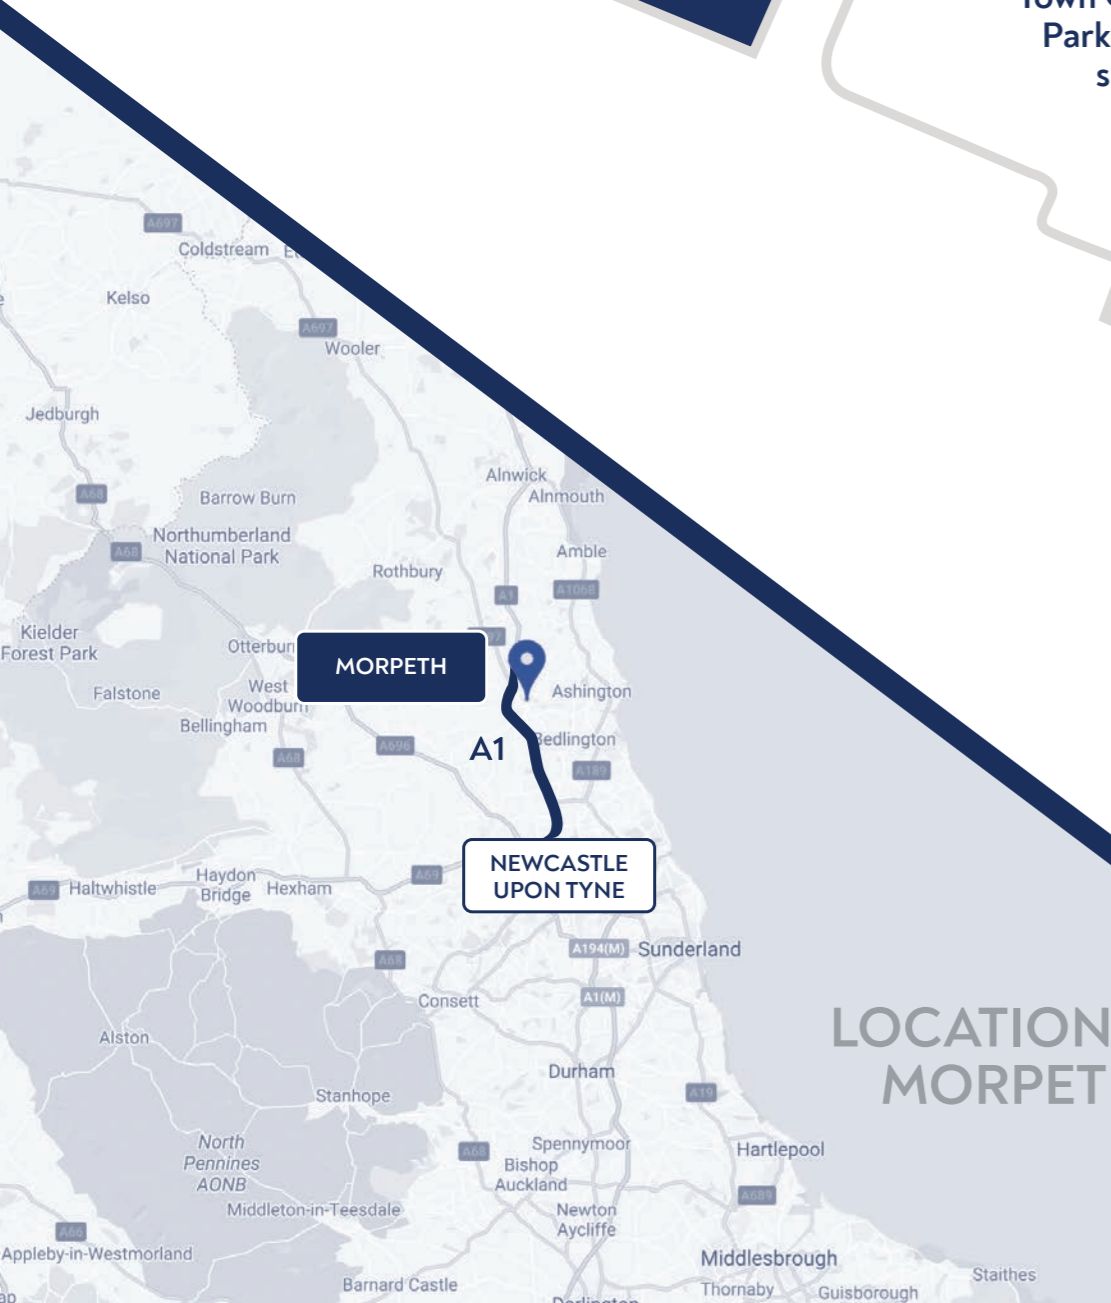 Park
A697
Coldstream
Kelso
A697
Wooler
Jedburgh
Alnwick
A68
Barrow Burn
Alnmouth
Northumberland
National Park
A68
Amble
Rothbury
A1
A1068
Kielder
Forest Park
MORPETH
Falstone
West
Woodburn
Ashington
Bellingham
A1
Bedlington
A696
A68
A189
NEWCASTLE
UPON TYNE
A69
Haltwhistle
Haydon
Bridge
Hexham
A69
A194(M)
Sunderland
A68
A1(M)
Consett
LOCATION
Alston
Durham
A19
Stanhope
North
Pennines
AONB
A68
Spennymoor
Hartlepool
Bishop
Auckland
A689
Middleton-in-Teesdale
Newton
Aycliffe
A66
Appleby-in-Westmorland
Middlesbrough
Staithes
Barnard Castle
Thornaby
Guisborough